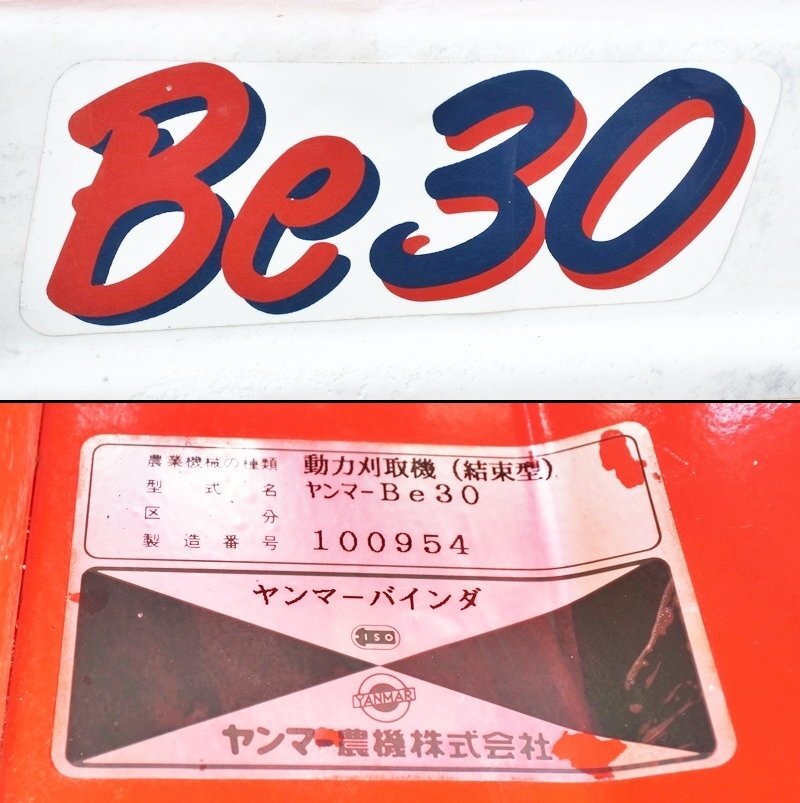 Be30
農業機械の種類 動力刈取機（結束型）
型式名 ヤンマーBe30
区分
製造番号 100954
ヤンマーバインダ
ISO
YANMAR
ヤンマー農機株式会社